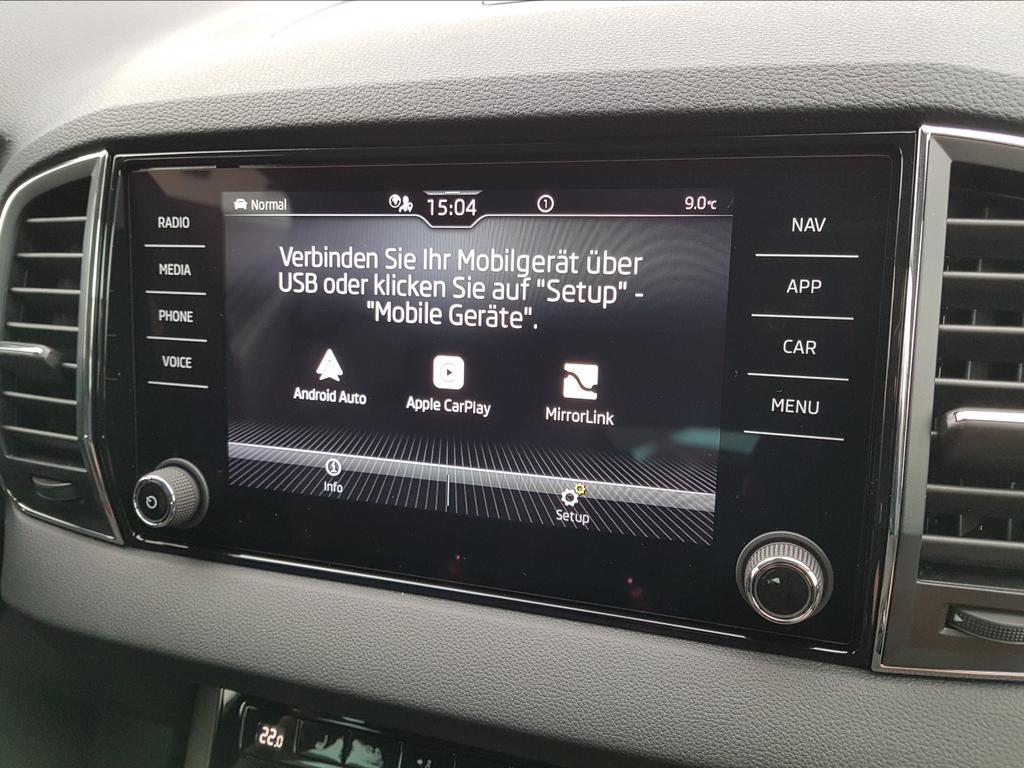 Normal
15:04
1
9.0°C
RADIO
MEDIA
PHONE
VOICE
Verbinden Sie Ihr Mobilgerät über
USB oder klicken Sie auf "Setup" -
"Mobile Geräte".
Android Auto
Apple CarPlay
MirrorLink
Info
Setup
NAV
APP
CAR
MENU
22.0